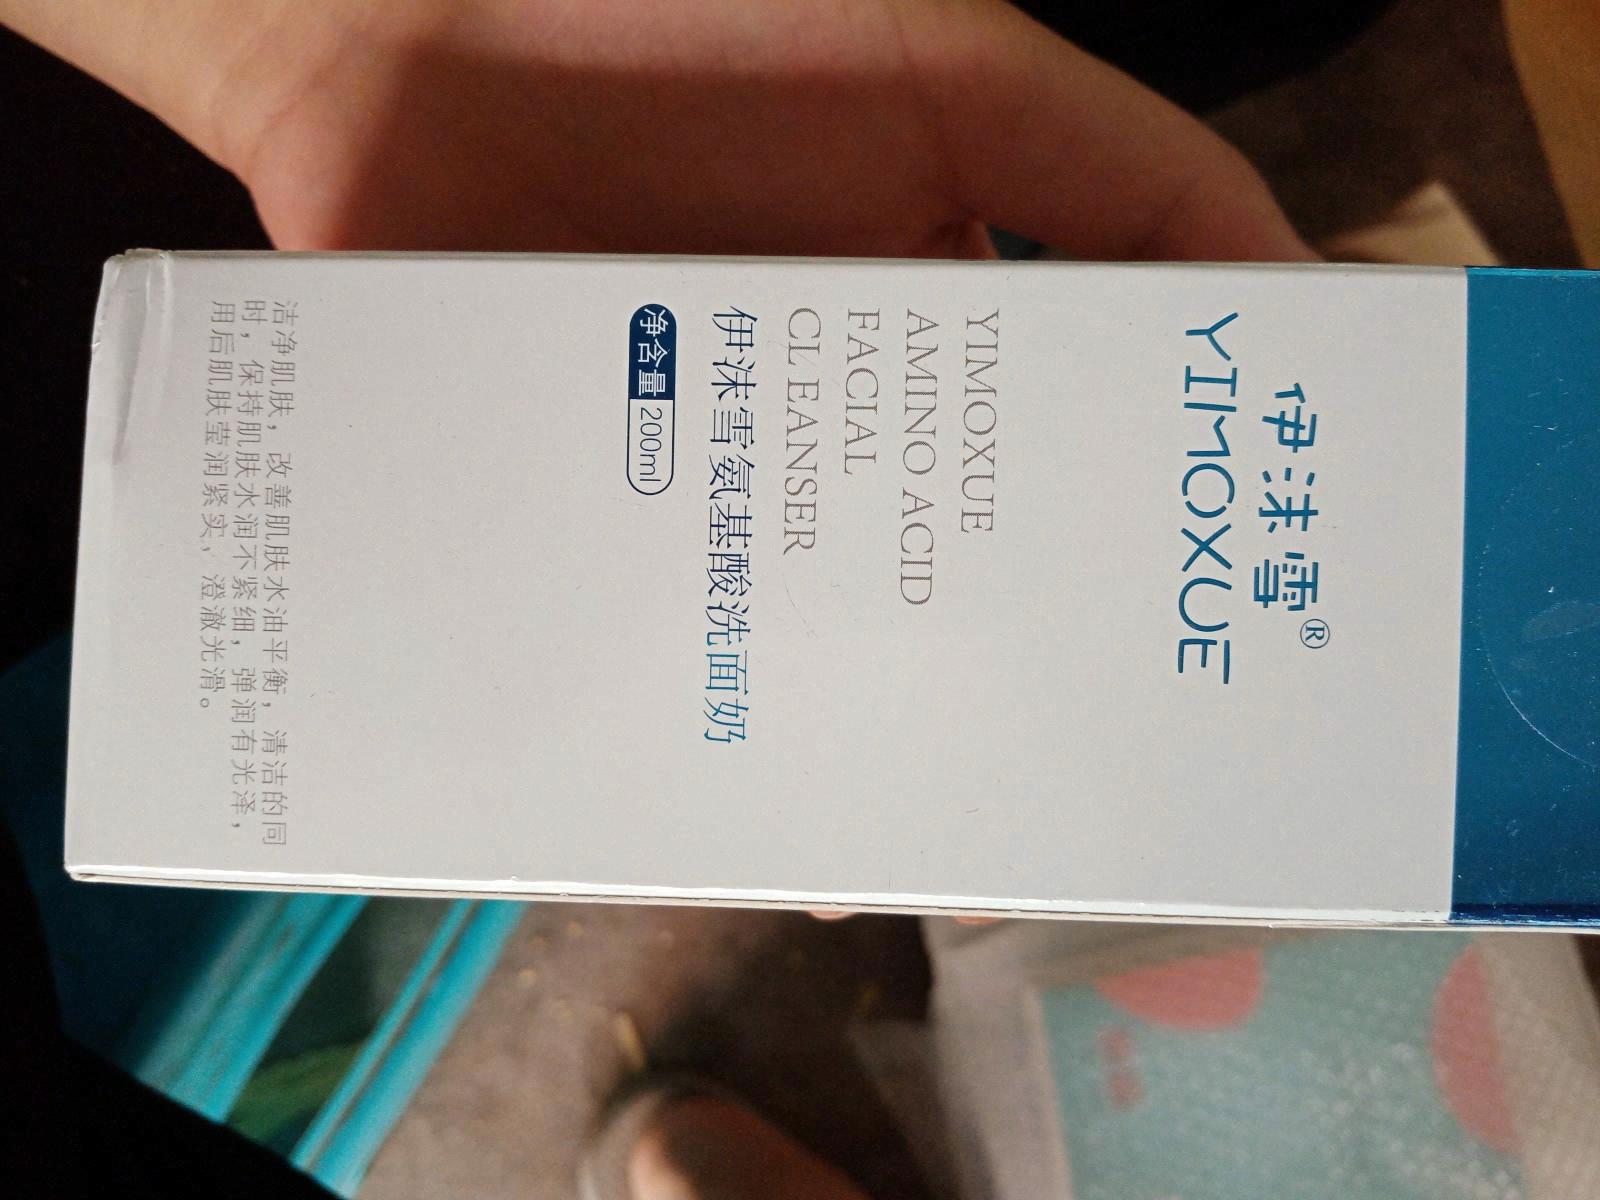 伊沫雪®
YIMOXUE
YIMOXUE
AMINO ACID
FACIAL
CLEANSER
伊沫雪氨基酸洗面奶
净含量 200ml
洁净肌肤，改善肌肤水油平衡，清洁的同
时，保持肌肤水润不紧细，弹润有光泽，
用后肌肤莹润紧实，澄澈光滑。